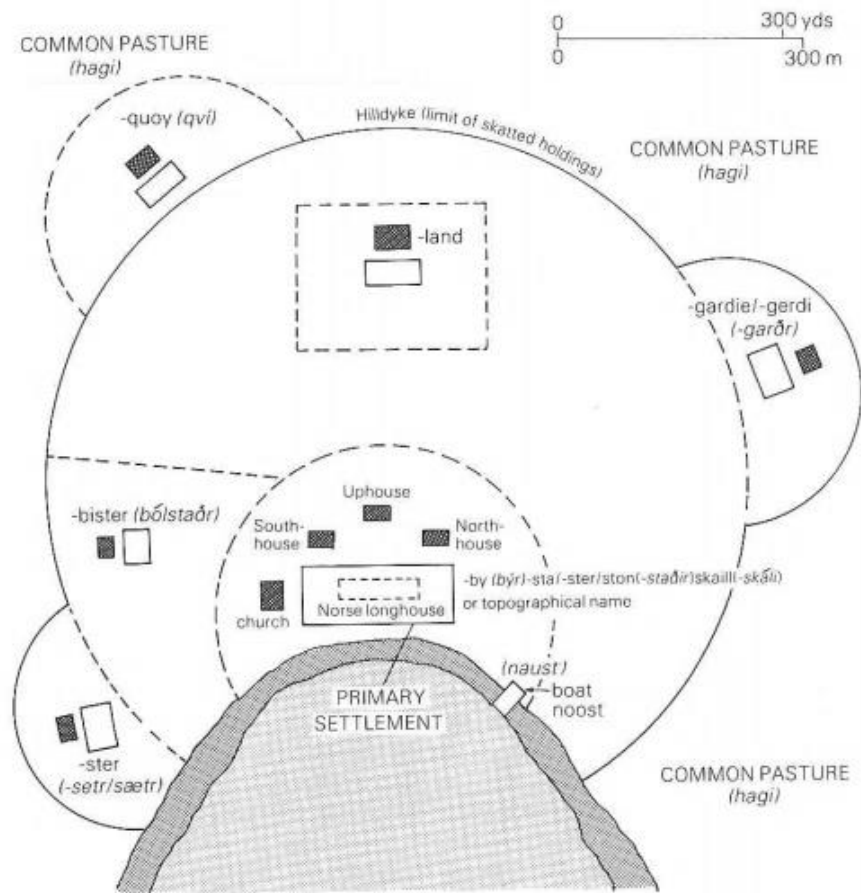 0 300 yds
0 300 m
COMMON PASTURE
(hagi)
-quoy (qví)
Hilldyke (limit of skatted holdings)
COMMON PASTURE
(hagi)
-land
-gardie/-gerdi
(-garðr)
Uphouse
South-
house
North-
house
-bister (bólstaðr)
-by (býr)-sta/-ster/ston(-staðir)skaill(-skáli)
or topographical name
church
Norse longhouse
(naust)
boat
noost
PRIMARY
SETTLEMENT
-ster
(-setr/sætr)
COMMON PASTURE
(hagi)